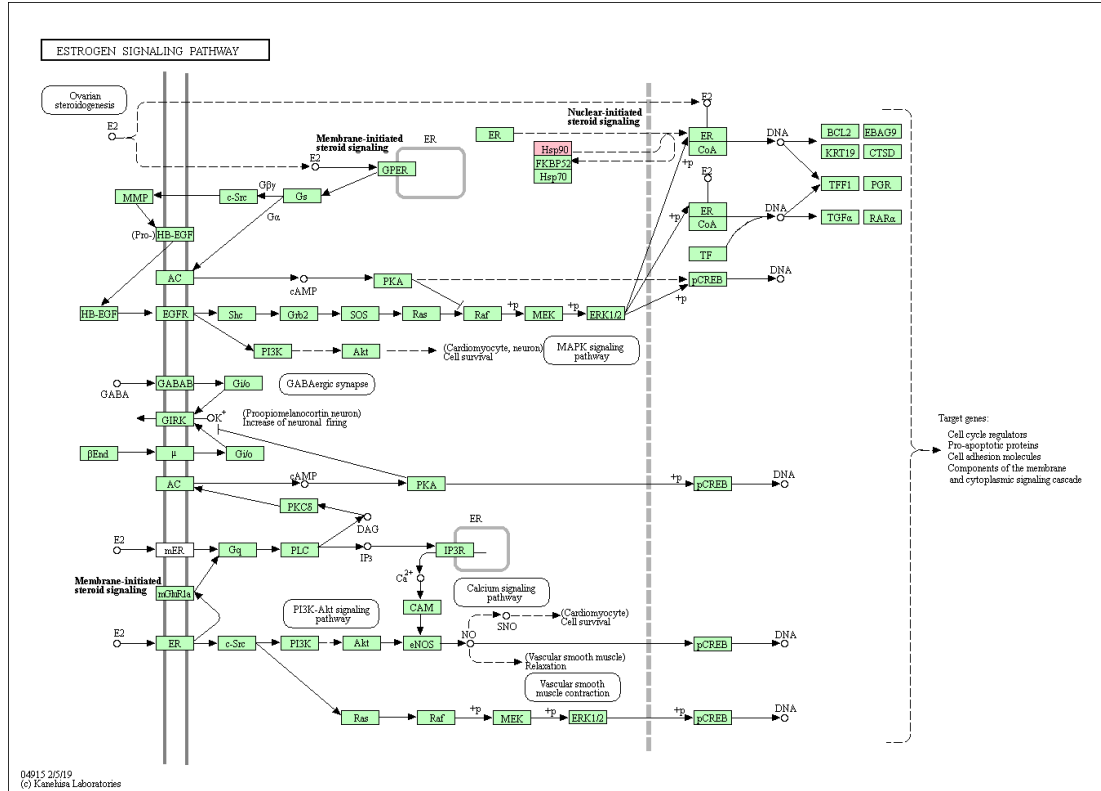 ESTROGEN SIGNALING PATHWAY
Ovarian
steroidogenesis
E2
E2
Nuclear-initiated
steroid signaling
Membrane-initiated
steroid signaling
ER
E2
GPER
ER
Hsp90
FKBP52
Hsp70
ER
CoA
+p
DNA
BCL2 EBAG9
KRT19 CTSD
TFF1 PGR
TGFα RARα
E2
ER
CoA
+p
DNA
TF
MMP
c-Src
Gβγ
Gs
Gα
(Pro-)
HB-EGF
AC
cAMP
PKA
pCREB
DNA
+p
HB-EGF
EGFR
Shc
Grb2
SOS
Ras
Raf
+p
MEK
+p
ERK1/2
PI3K
Akt
(Cardiomyocyte, neuron)
Cell survival
MAPK signaling
pathway
GABA
GABAB
Gi/o
GABAergic synapse
GIRK
K+
(Proopiomelanocortin neuron)
Increase of neuronal firing
βEnd
μ
Gi/o
Target genes:
Cell cycle regulators
Pro-apoptotic proteins
Cell adhesion molecules
Components of the membrane
and cytoplasmic signaling cascade
AC
cAMP
PKA
+p
pCREB
DNA
PKCδ
DAG
E2
mER
Gq
PLC
IP3
IP3R
ER
Ca2+
Membrane-initiated
steroid signaling
mGluR1a
CAM
Calcium signaling
pathway
PI3K-Akt signaling
pathway
SNO
(Cardiomyocyte)
Cell survival
E2
ER
c-Src
PI3K
Akt
eNOS
NO
+p
pCREB
DNA
(Vascular smooth muscle)
Relaxation
Vascular smooth
muscle contraction
Ras
Raf
+p
MEK
+p
ERK1/2
+p
pCREB
DNA
04915 2/5/19
(c) Kanehisa Laboratories